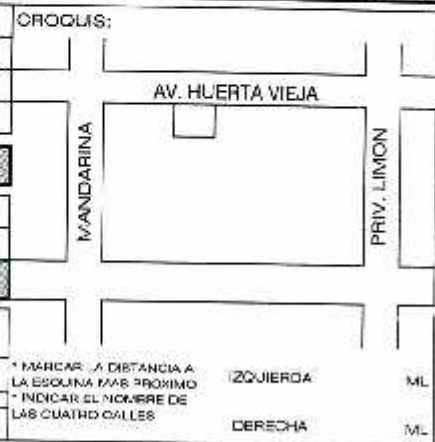 CROQUIS:
AV. HUERTA VIEJA
MANDARINA
PRIV. LIMON
* MARCAR LA DISTANCIA A
LA ESQUINA MAS PROXIMO
* INDICAR EL NOMBRE DE
LAS CUATRO CALLES
IZQUIERDA ML
DERECHA ML